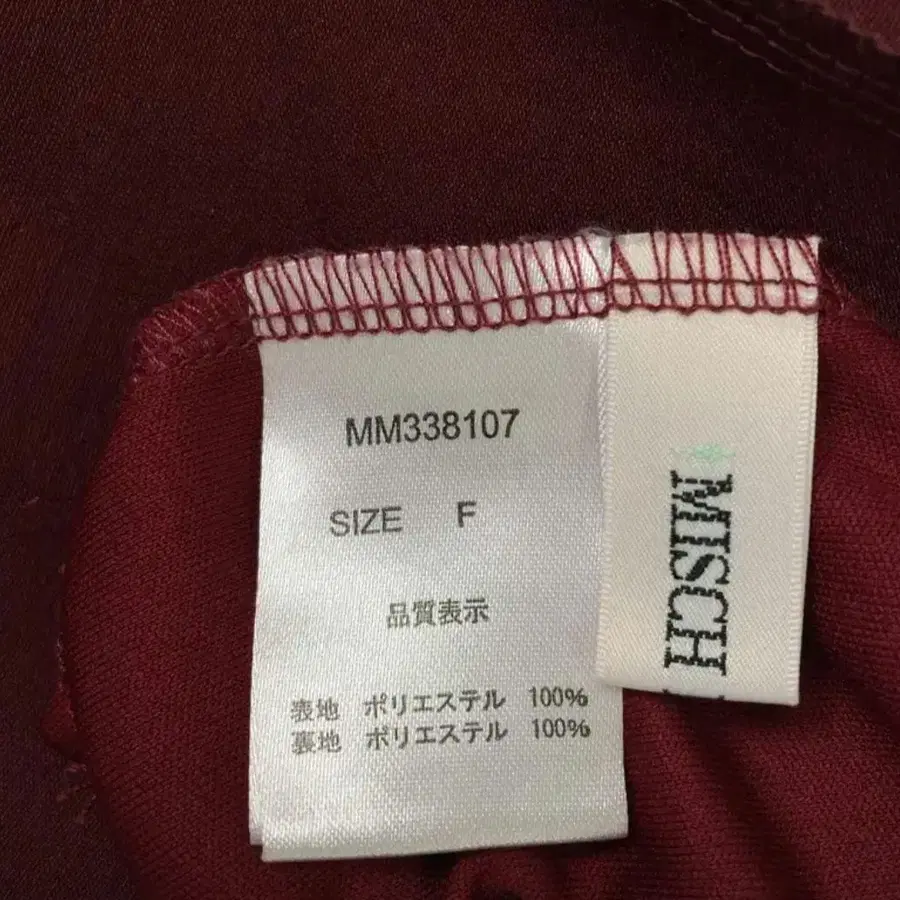 MM338107
SIZE F
品質表示
表地 ポリエステル 100%
裏地 ポリエステル 100%
MISCH